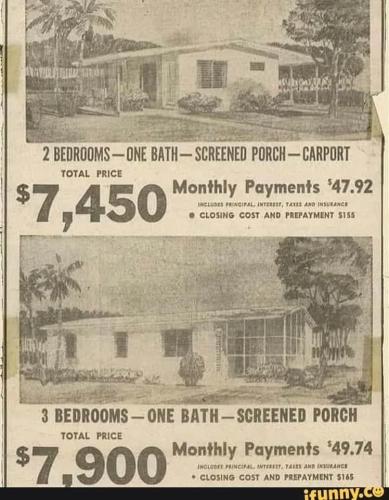 2 BEDROOMS — ONE BATH — SCREENED PORCH — CARPORT
TOTAL PRICE
$7,450
Monthly Payments $47.92
INCLUDES PRINCIPAL, INTEREST, TAXES AND INSURANCE
• CLOSING COST AND PREPAYMENT $155
3 BEDROOMS — ONE BATH — SCREENED PORCH
TOTAL PRICE
$7,900
Monthly Payments $49.74
INCLUDES PRINCIPAL, INTEREST, TAXES AND INSURANCE
• CLOSING COST AND PREPAYMENT $165
ifunny.co